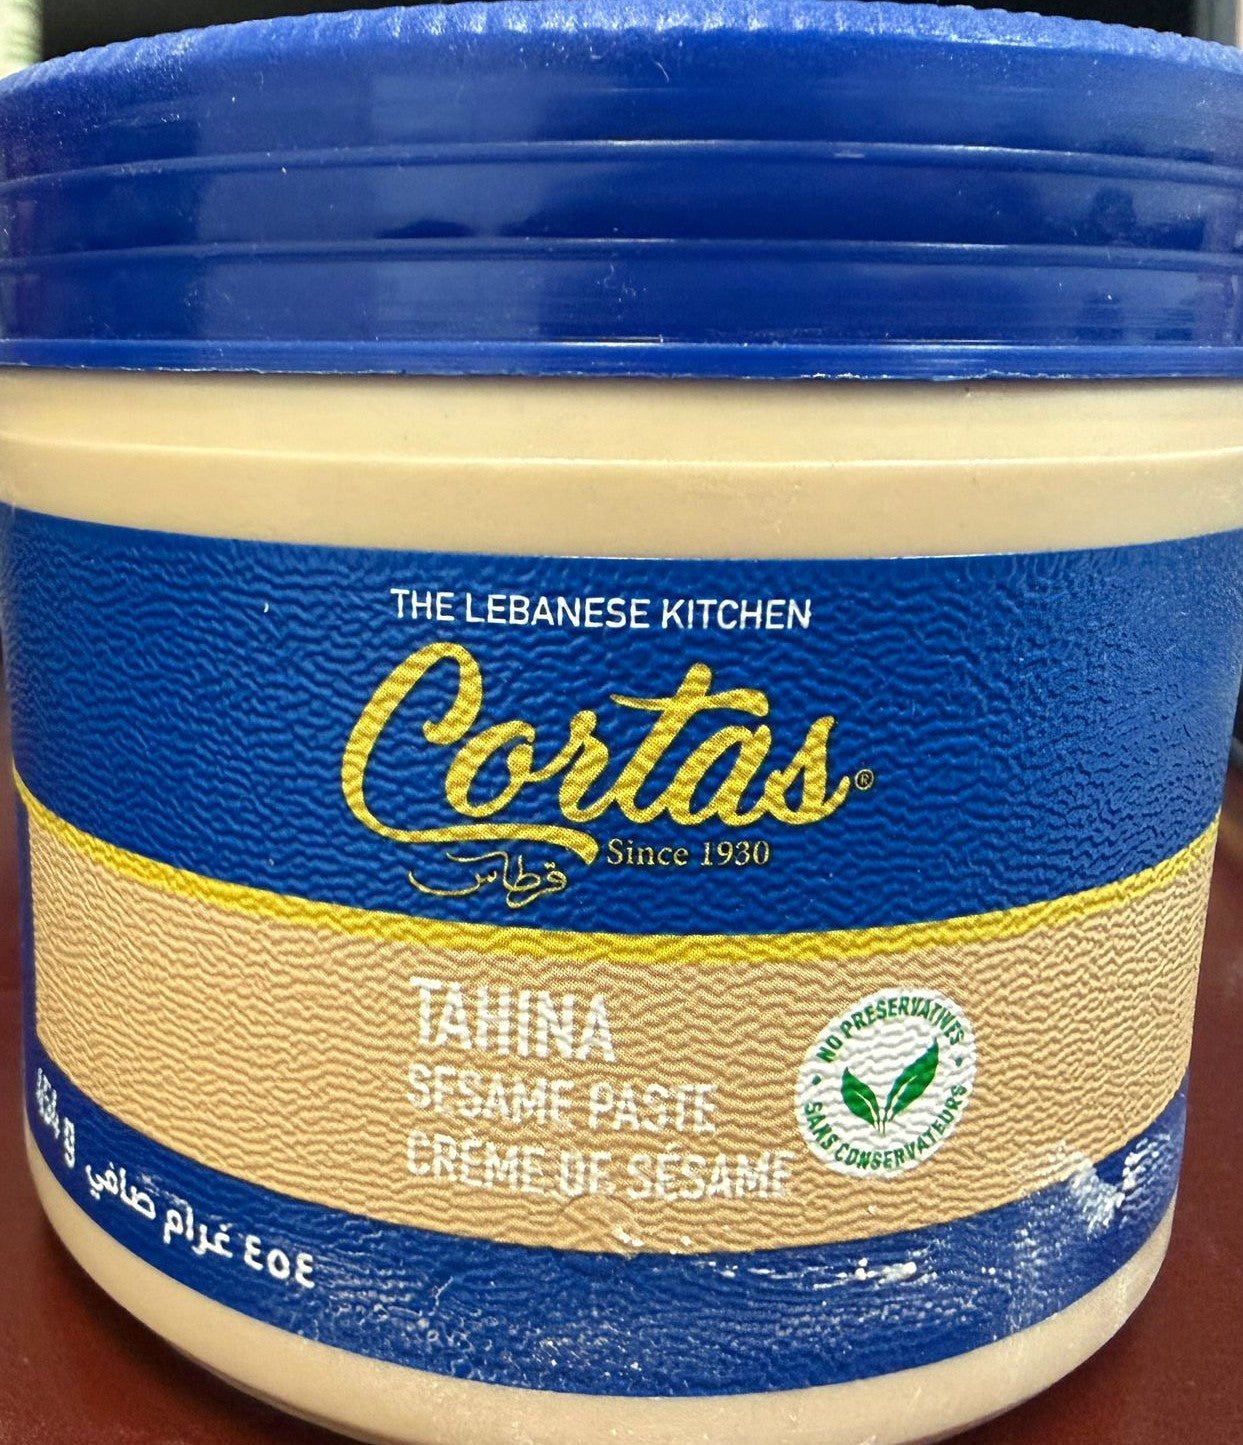 THE LEBANESE KITCHEN
Cortas®
قرطاس
Since 1930
TAHINA
SESAME PASTE
CRÈME DE SÉSAME
NO PRESERVATIVES
SANS CONSERVATEURS
454 g
٤٥٤ غرام صافي